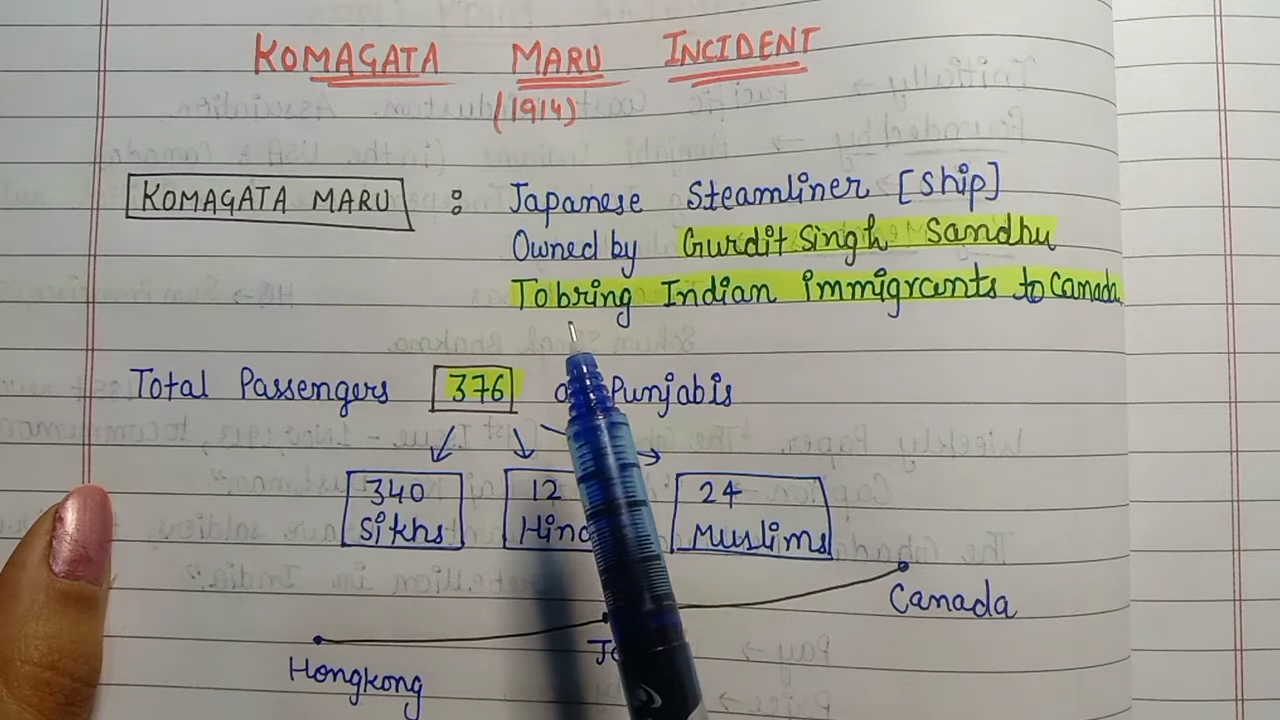 KOMAGATA MARU INCIDENT
(1914)
KOMAGATA MARU : Japanese Steamliner [ship]
Owned by Gurdit Singh Sandhu
To bring Indian immigrants to Canada
Total Passengers 376 Punjabis
340 12 24
Sikhs Muslims
Canada
Hongkong